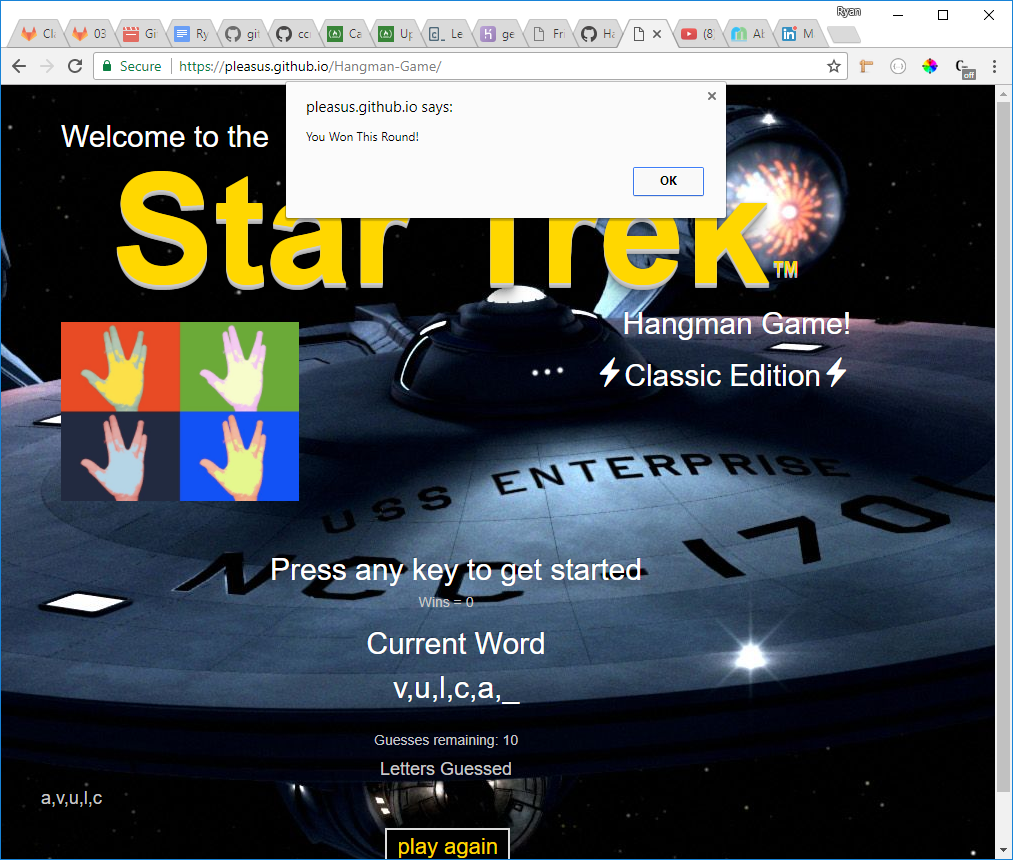 Ryan
Cl
03
Gi
Ry
git
cc
Ca
Up
Le
ge
Fr
Ha
(8
Al
M
Secure
https://pleasus.github.io/Hangman-Game/
off
pleasus.github.io says:
You Won This Round!
OK
Welcome to the
Star Trek™
Hangman Game!
Classic Edition
USS ENTERPRISE
NCC-170
Press any key to get started
Wins = 0
Current Word
v,u,l,c,a,_
Guesses remaining: 10
Letters Guessed
a,v,u,l,c
play again